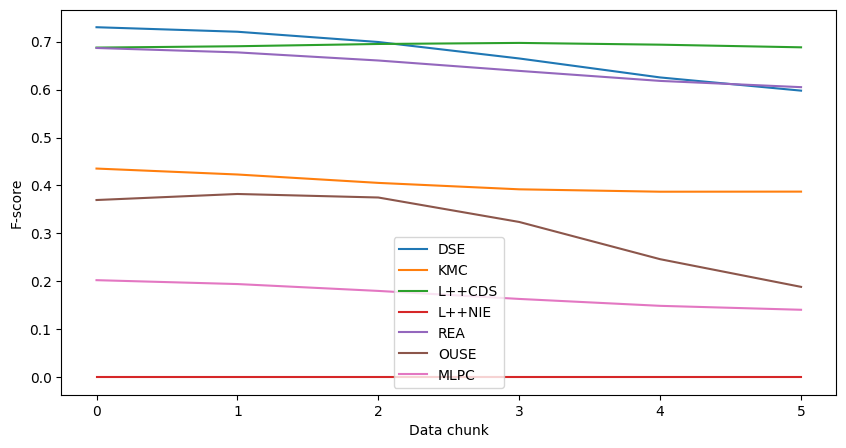 0.7
0.6
0.5
0.4
0.3
0.2
0.1
0.0
F-score
DSE
KMC
L++CDS
L++NIE
REA
OUSE
MLPC
0 1 2 3 4 5
Data chunk